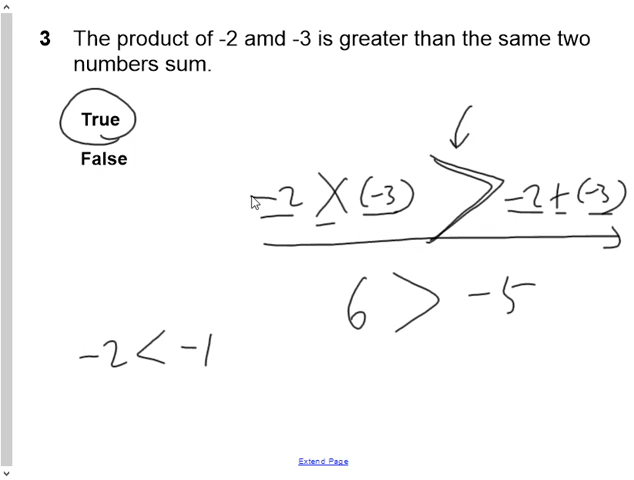 3 The product of -2 amd -3 is greater than the same two
numbers sum.
True
False
-2 X (-3) > -2 + (-3)
6 > -5
-2 < -1
Extend Page